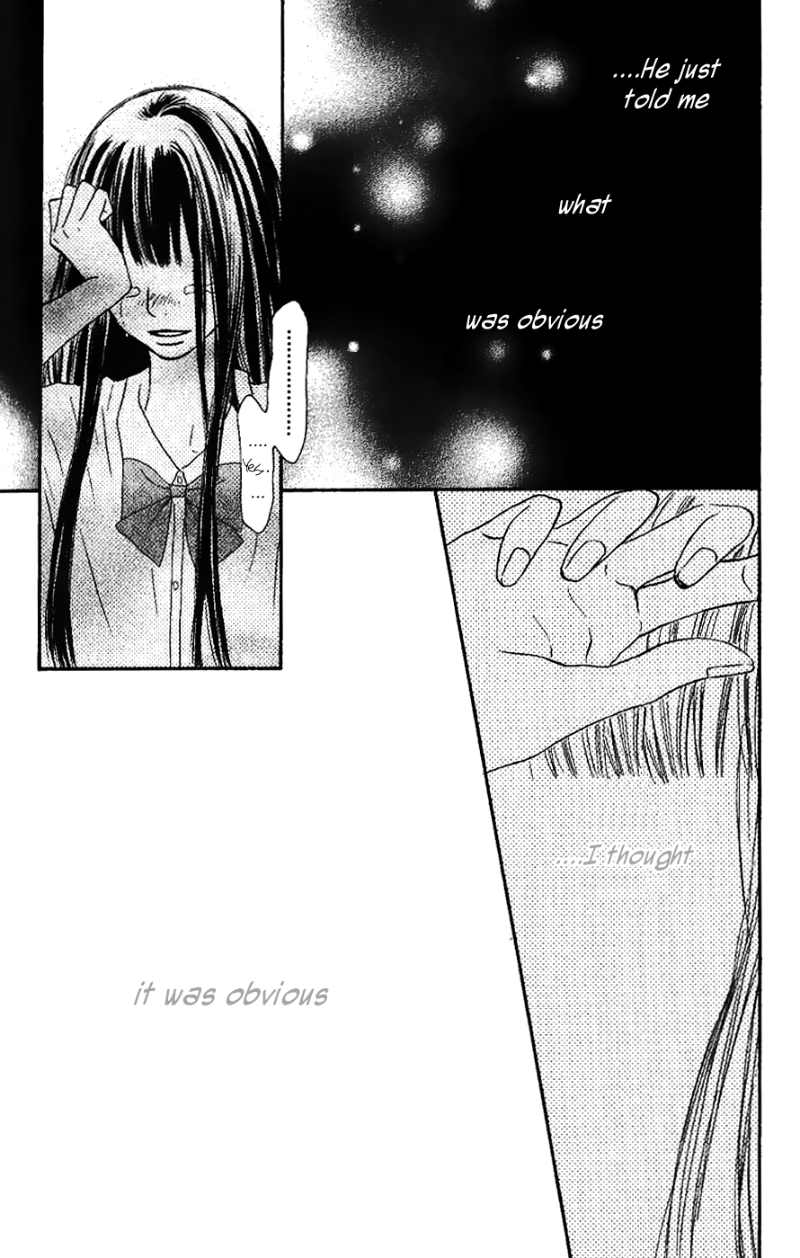 ....He just
told me
what
was obvious
............
....
Yes..
...
....I thought
it was obvious